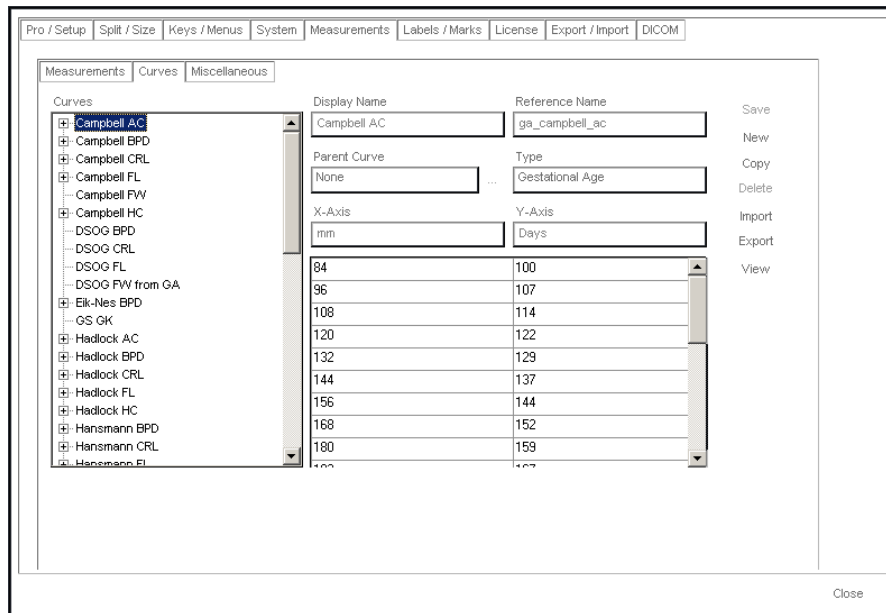 Pro / Setup Split / Size Keys / Menus System Measurements Labels / Marks License Export / Import DICOM
Measurements Curves Miscellaneous
Curves
Campbell AC
Campbell BPD
Campbell CRL
Campbell FL
Campbell FW
Campbell HC
DSOG BPD
DSOG CRL
DSOG FL
DSOG FW from GA
Eik-Nes BPD
GS GK
Hadlock AC
Hadlock BPD
Hadlock CRL
Hadlock FL
Hadlock HC
Hansmann BPD
Hansmann CRL
Hansmann FL
Display Name Reference Name
Campbell AC ga_campbell_ac
Parent Curve Type
None ... Gestational Age
X-Axis Y-Axis
mm Days
84 100
96 107
108 114
120 122
132 129
144 137
156 144
168 152
180 159
192 167
Save
New
Copy
Delete
Import
Export
View
Close